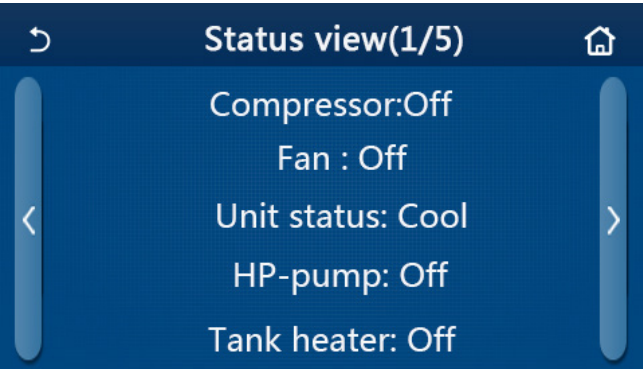 Status view(1/5)
Compressor:Off
Fan : Off
Unit status: Cool
HP-pump: Off
Tank heater: Off